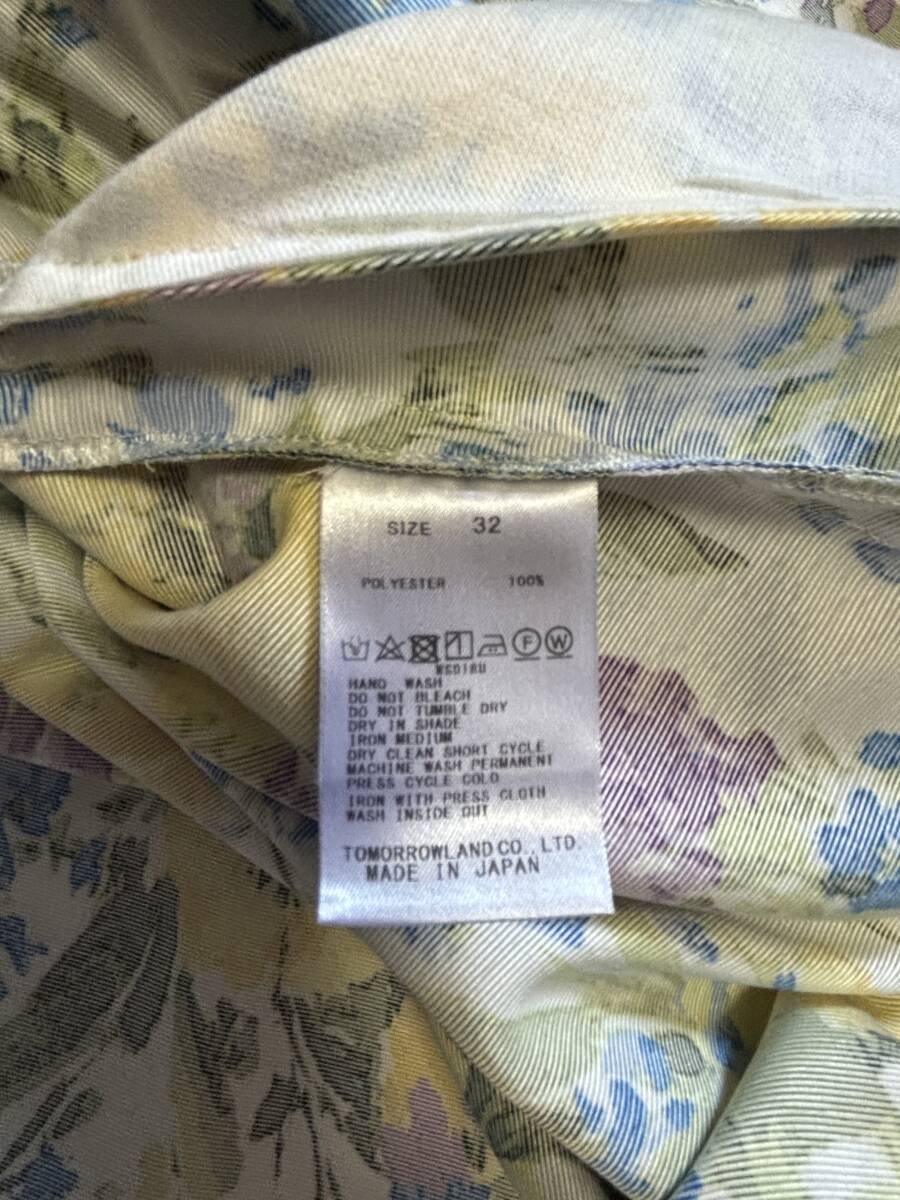 SIZE 32
POLYESTER 100%
F W
WSD1RU
HAND WASH
DO NOT BLEACH
DO NOT TUMBLE DRY
DRY IN SHADE
IRON MEDIUM
DRY CLEAN SHORT CYCLE
MACHINE WASH PERMANENT
PRESS CYCLE COLD
IRON WITH PRESS CLOTH
WASH INSIDE OUT
TOMORROWLAND CO., LTD.
MADE IN JAPAN